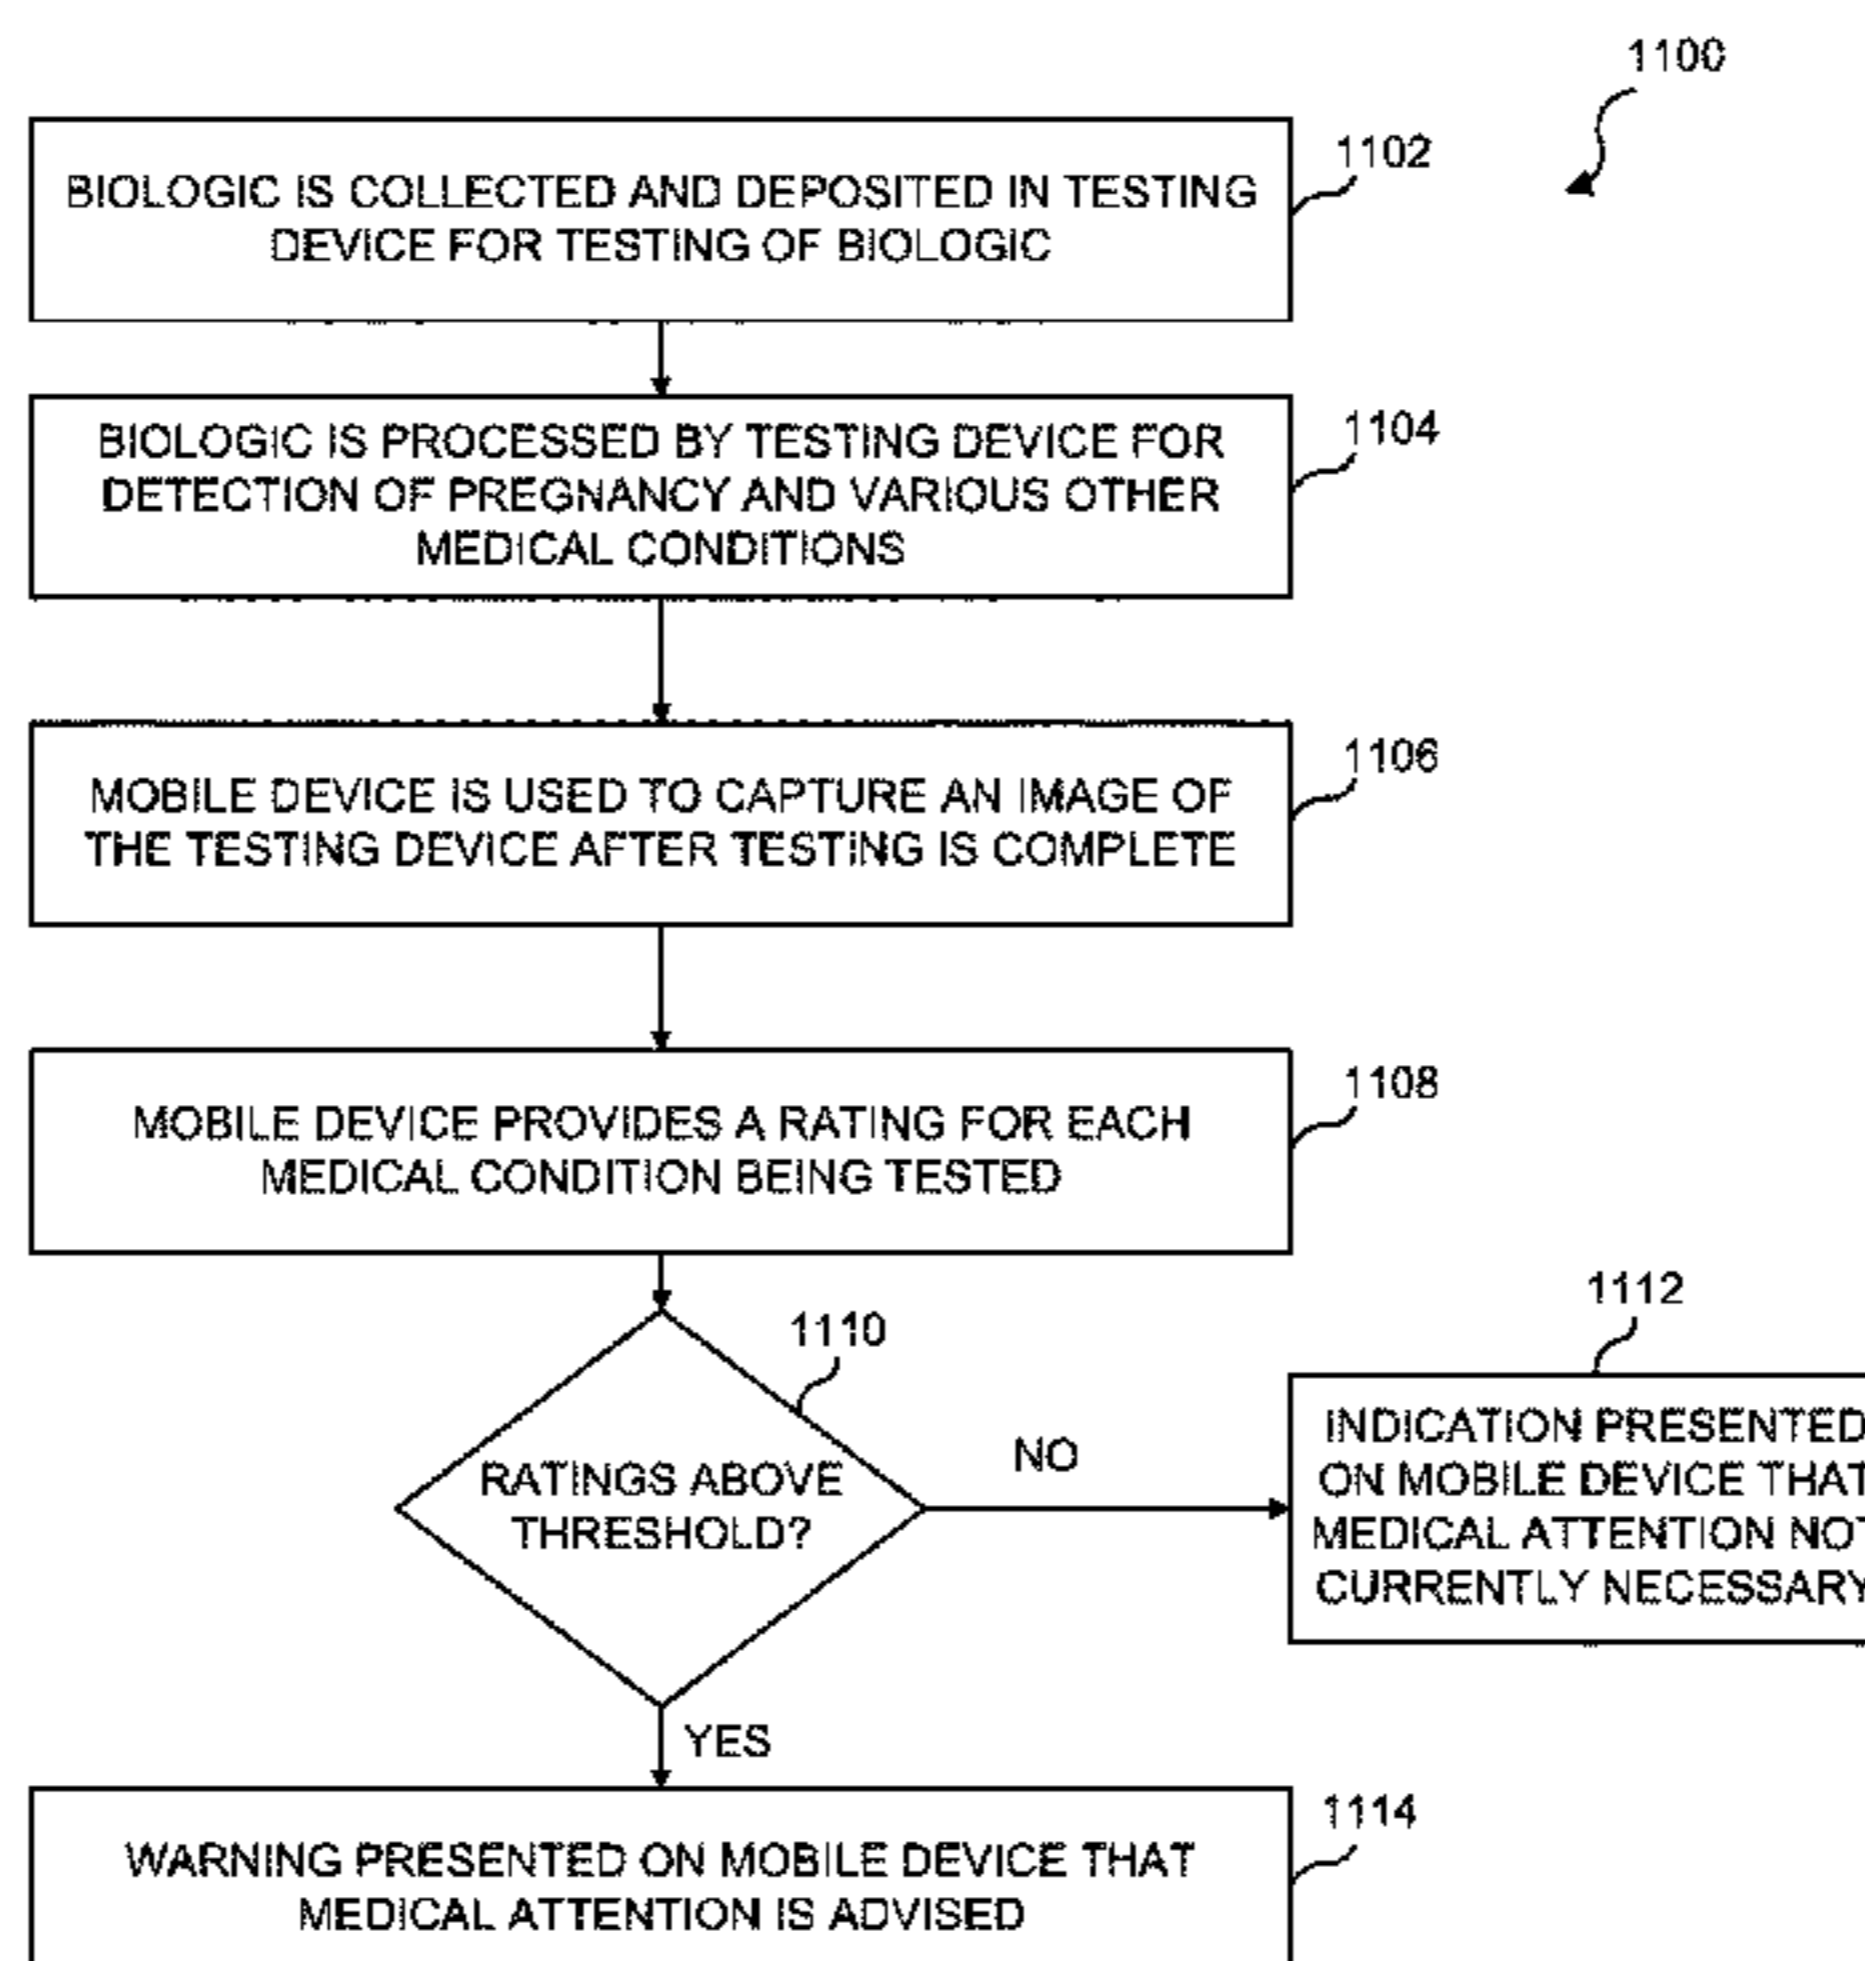 1100
1102
BIOLOGIC IS COLLECTED AND DEPOSITED IN TESTING
DEVICE FOR TESTING OF BIOLOGIC
1104
BIOLOGIC IS PROCESSED BY TESTING DEVICE FOR
DETECTION OF PREGNANCY AND VARIOUS OTHER
MEDICAL CONDITIONS
1106
MOBILE DEVICE IS USED TO CAPTURE AN IMAGE OF
THE TESTING DEVICE AFTER TESTING IS COMPLETE
1108
MOBILE DEVICE PROVIDES A RATING FOR EACH
MEDICAL CONDITION BEING TESTED
1110
RATINGS ABOVE
THRESHOLD?
NO
1112
INDICATION PRESENTED
ON MOBILE DEVICE THAT
MEDICAL ATTENTION NOT
CURRENTLY NECESSARY
YES
1114
WARNING PRESENTED ON MOBILE DEVICE THAT
MEDICAL ATTENTION IS ADVISED